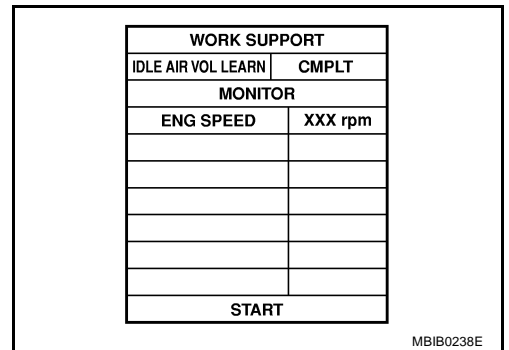 WORK SUPPORT
IDLE AIR VOL LEARN CMPLT
MONITOR
ENG SPEED XXX rpm
START
MBIB0238E